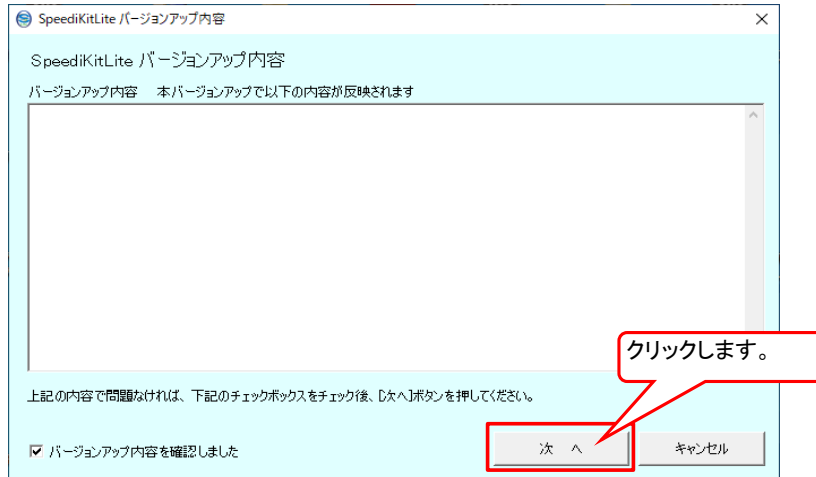 SpeediKitLite バージョンアップ内容
SpeediKitLite バージョンアップ内容
バージョンアップ内容　本バージョンアップで以下の内容が反映されます
クリックします。
上記の内容で問題なければ、下記のチェックボックスをチェック後、[次へ]ボタンを押してください。
バージョンアップ内容を確認しました
次　へ
キャンセル